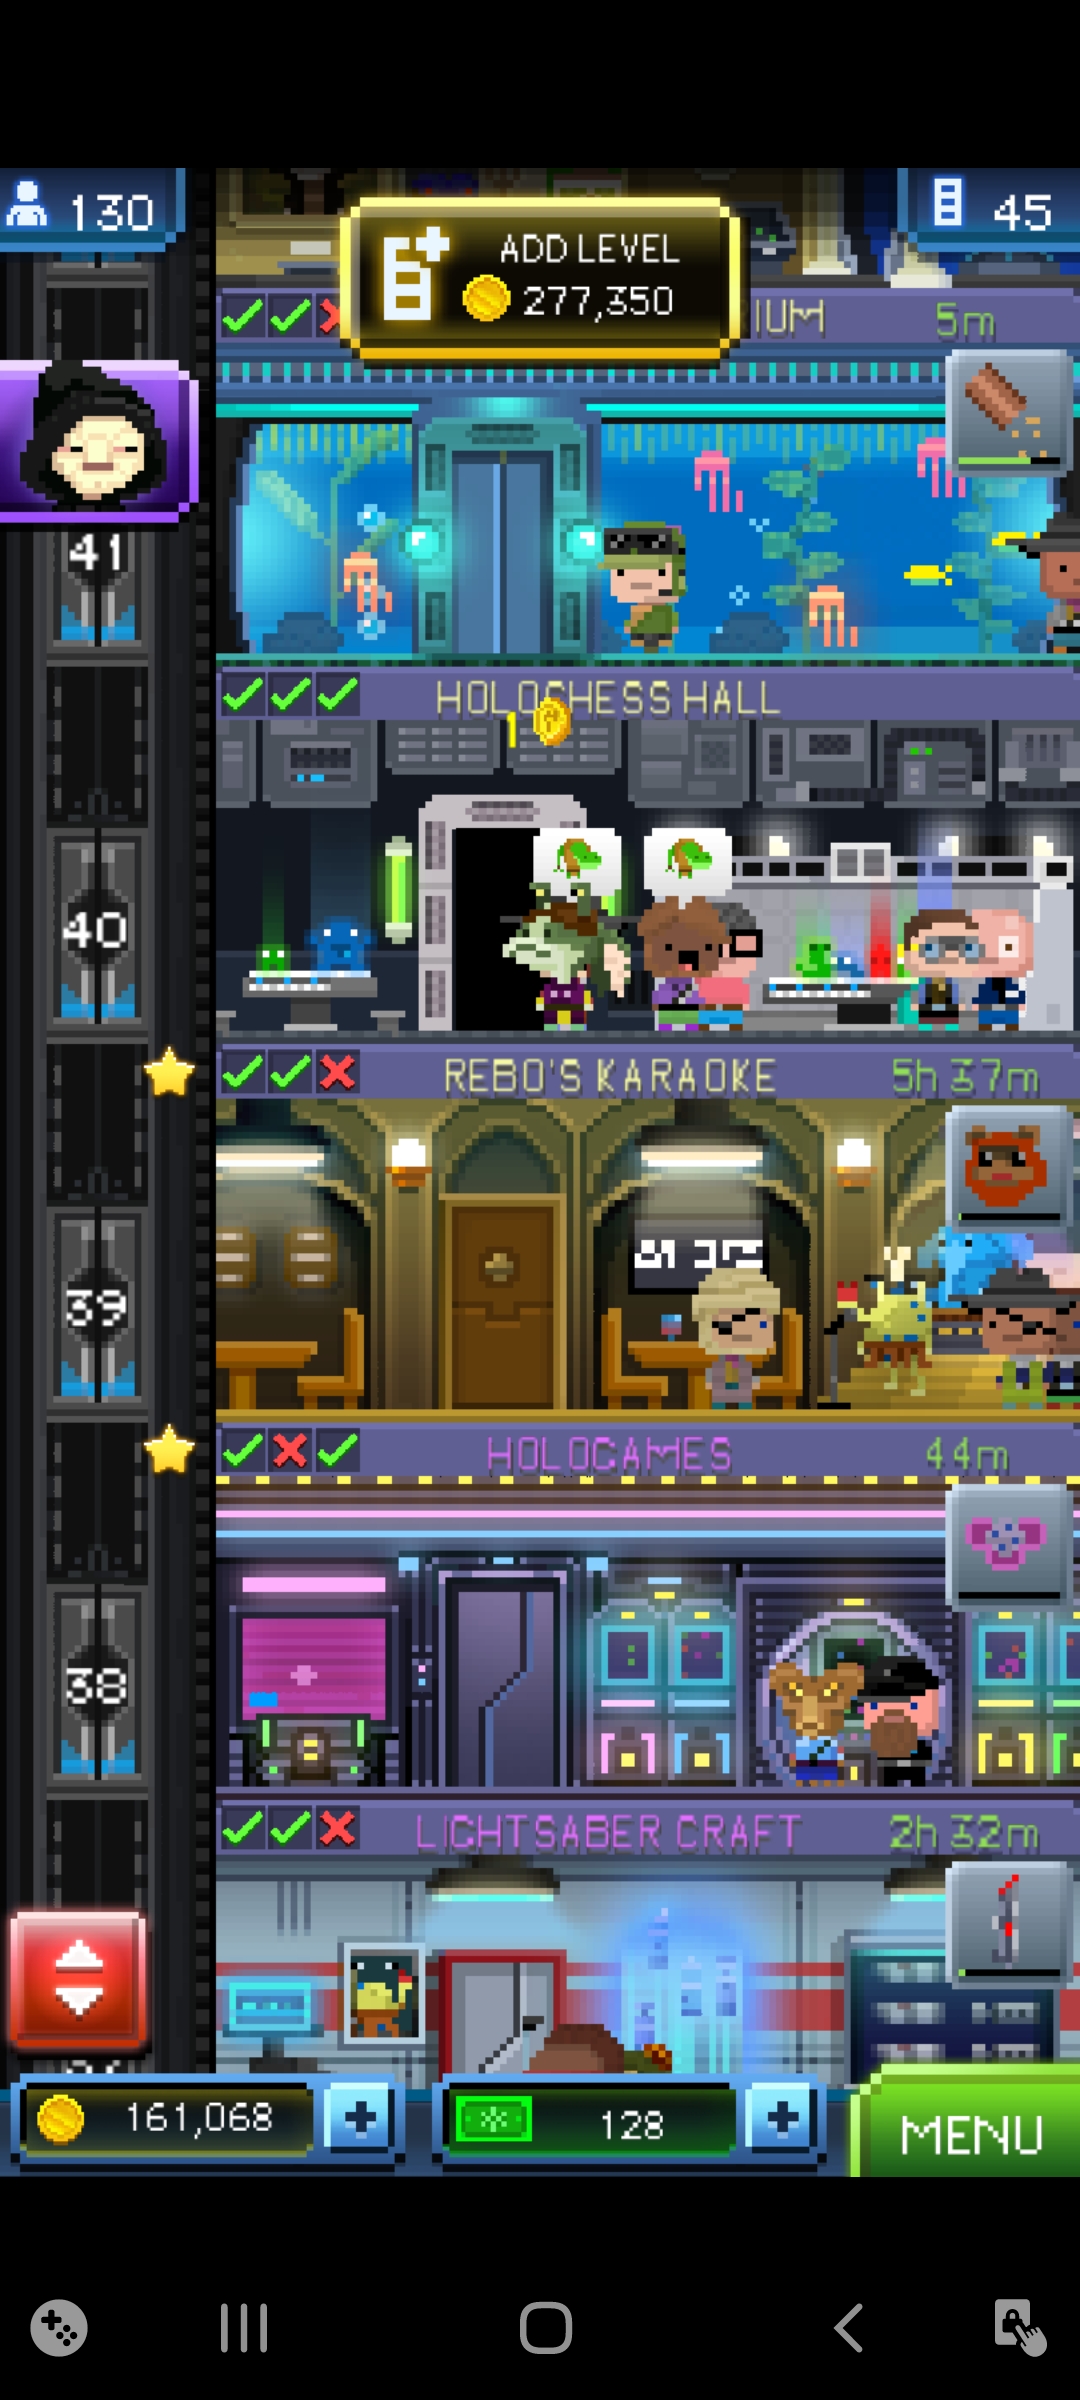 130
ADD LEVEL
277,350
45
IUM
5m
41
HOLOCHESS HALL
1
40
REBO'S KARAOKE
5h 37m
39
HOLOGAMES
44m
38
LIGHTSABER CRAFT
2h 32m
161,068
128
MENU